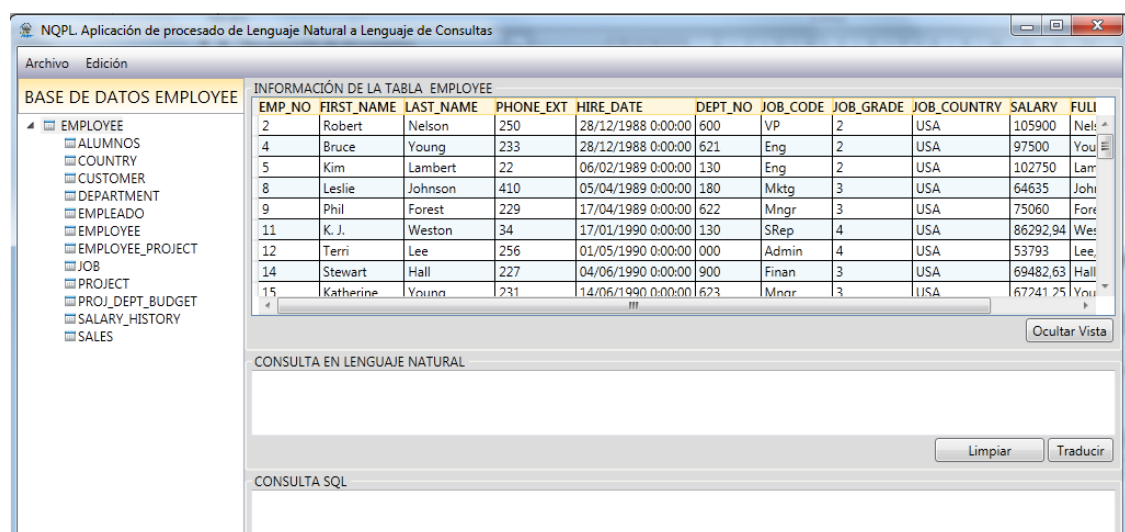 NQPL. Aplicación de procesado de Lenguaje Natural a Lenguaje de Consultas
Archivo Edición
BASE DE DATOS EMPLOYEE
EMPLOYEE
ALUMNOS
COUNTRY
CUSTOMER
DEPARTMENT
EMPLEADO
EMPLOYEE
EMPLOYEE_PROJECT
JOB
PROJECT
PROJ_DEPT_BUDGET
SALARY_HISTORY
SALES
INFORMACIÓN DE LA TABLA EMPLOYEE
EMP_NO FIRST_NAME LAST_NAME PHONE_EXT HIRE_DATE DEPT_NO JOB_CODE JOB_GRADE JOB_COUNTRY SALARY FULL
2 Robert Nelson 250 28/12/1988 0:00:00 600 VP 2 USA 105900 Nels
4 Bruce Young 233 28/12/1988 0:00:00 621 Eng 2 USA 97500 You
5 Kim Lambert 22 06/02/1989 0:00:00 130 Eng 2 USA 102750 Lam
8 Leslie Johnson 410 05/04/1989 0:00:00 180 Mktg 3 USA 64635 John
9 Phil Forest 229 17/04/1989 0:00:00 622 Mngr 3 USA 75060 Fore
11 K. J. Weston 34 17/01/1990 0:00:00 130 SRep 4 USA 86292,94 Wes
12 Terri Lee 256 01/05/1990 0:00:00 000 Admin 4 USA 53793 Lee,
14 Stewart Hall 227 04/06/1990 0:00:00 900 Finan 3 USA 69482,63 Hall
15 Katherine Young 231 14/06/1990 0:00:00 623 Mngr 3 USA 67241,25 You
Ocultar Vista
CONSULTA EN LENGUAJE NATURAL
Limpiar Traducir
CONSULTA SQL